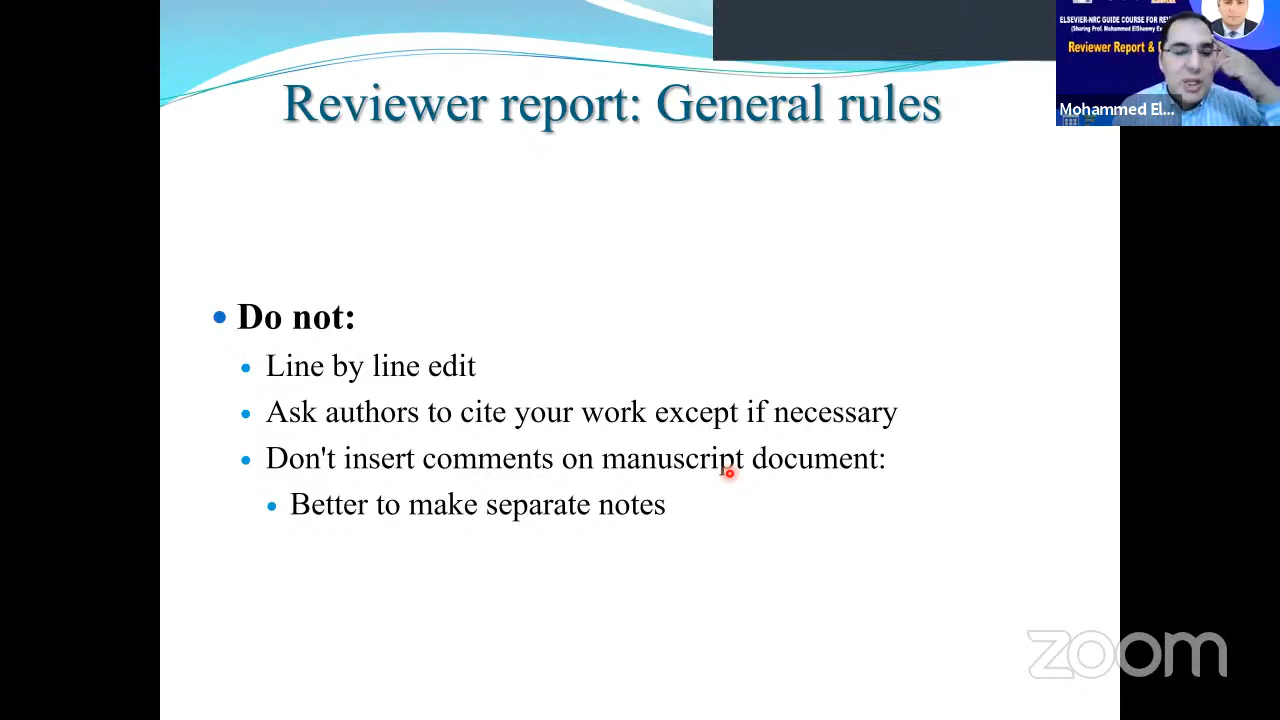 ELSEVIER-NRC GUIDE COURSE FOR REV
(Sharing Prof. Mohammed ElShemy Ex
Reviewer Report & D
Mohammed El...
Reviewer report: General rules
Do not:
Line by line edit
Ask authors to cite your work except if necessary
Don't insert comments on manuscript document:
Better to make separate notes
zoom